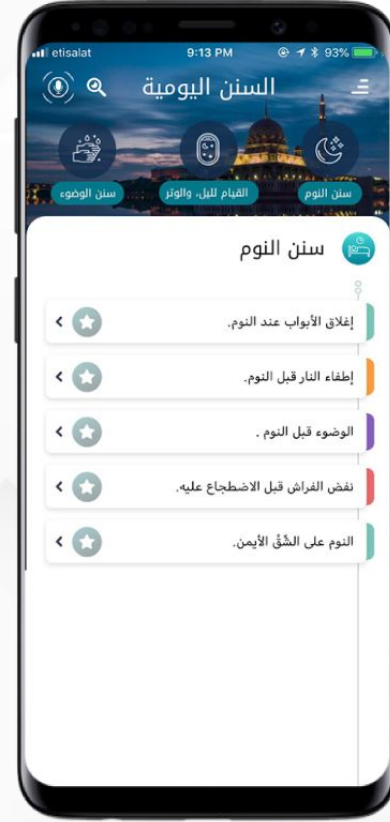 etisalat 9:13 PM 93%
السنن اليومية
سنن النوم
القيام لليل، والوتر
سنن الوضوء
سنن النوم
إغلاق الأبواب عند النوم.
إطفاء النار قبل النوم.
الوضوء قبل النوم .
نفض الفراش قبل الاضطجاع عليه.
النوم على الشِّقِّ الأيمن.